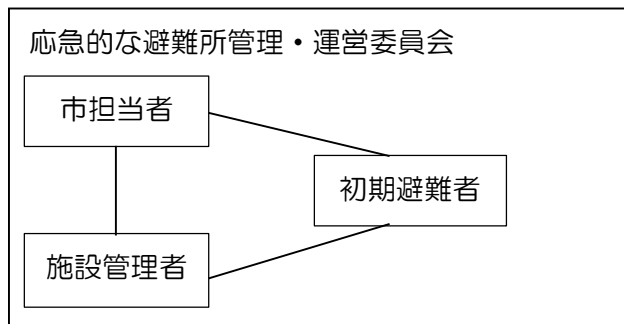 応急的な避難所管理・運営委員会
市担当者
初期避難者
施設管理者